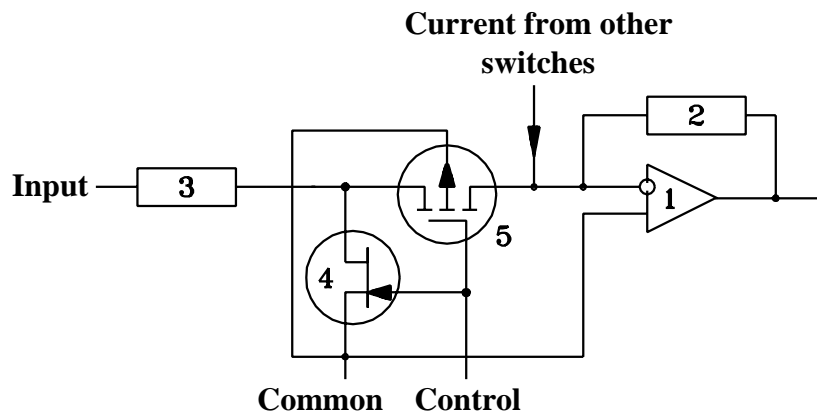 Current from other
switches
2
Input
3
1
5
4
Common
Control